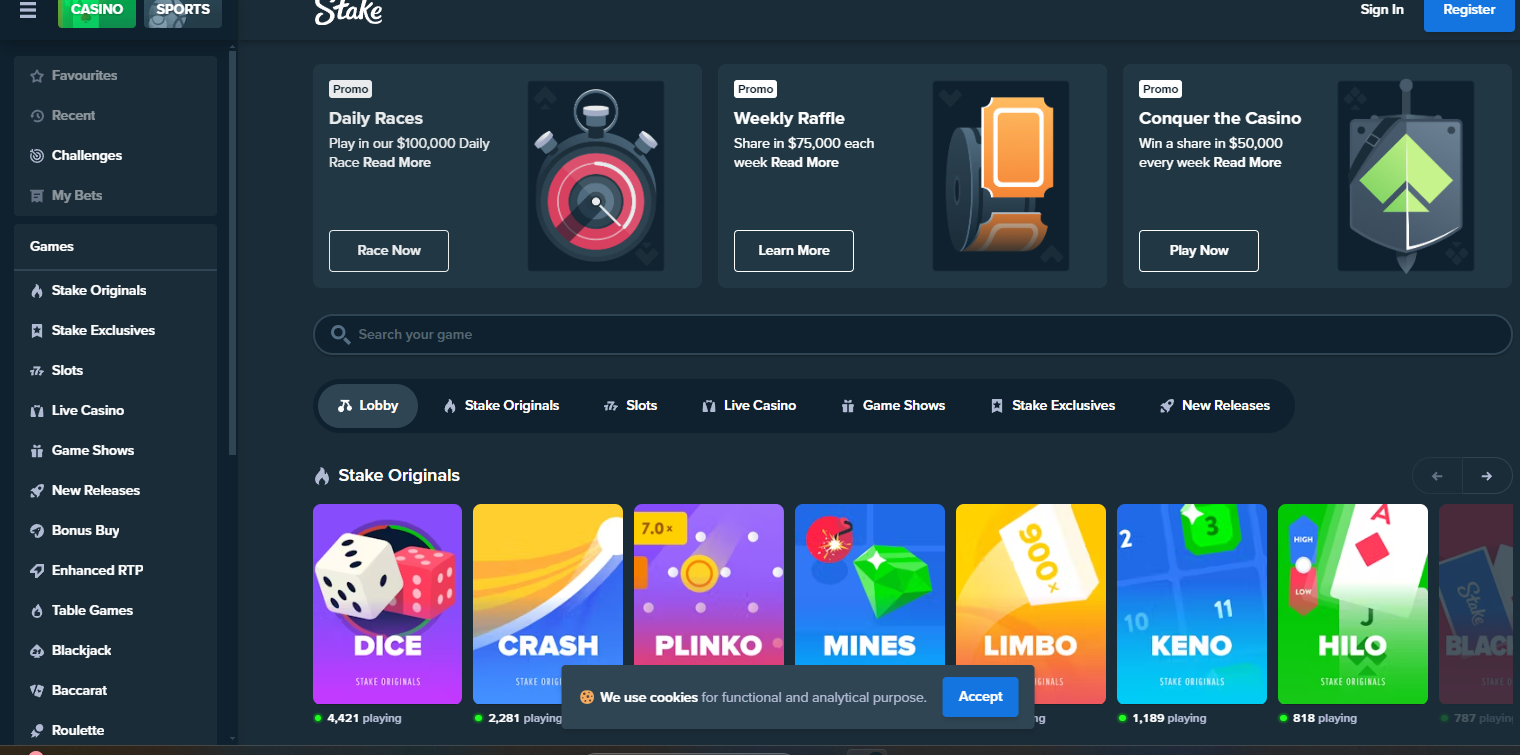 CASINO
SPORTS
Stake
Sign In
Register
Favourites
Recent
Challenges
My Bets
Games
Stake Originals
Stake Exclusives
Slots
Live Casino
Game Shows
New Releases
Bonus Buy
Enhanced RTP
Table Games
Blackjack
Baccarat
Roulette
Promo
Daily Races
Play in our $100,000 Daily
Race Read More
Race Now
Promo
Weekly Raffle
Share in $75,000 each
week Read More
Learn More
Promo
Conquer the Casino
Win a share in $50,000
every week Read More
Play Now
Search your game
Lobby
Stake Originals
Slots
Live Casino
Game Shows
Stake Exclusives
New Releases
Stake Originals
DICE
STAKE ORIGINALS
4,421 playing
CRASH
STAKE
2,281 playing
7.0×
PLINKO
MINES
900×
LIMBO
2
3
10
11
KENO
STAKE ORIGINALS
1,189 playing
HIGH
LOW
A
J
HILO
STAKE ORIGINALS
818 playing
Stake
BLAC
STAKE
787 playin
We use cookies for functional and analytical purpose.
Accept